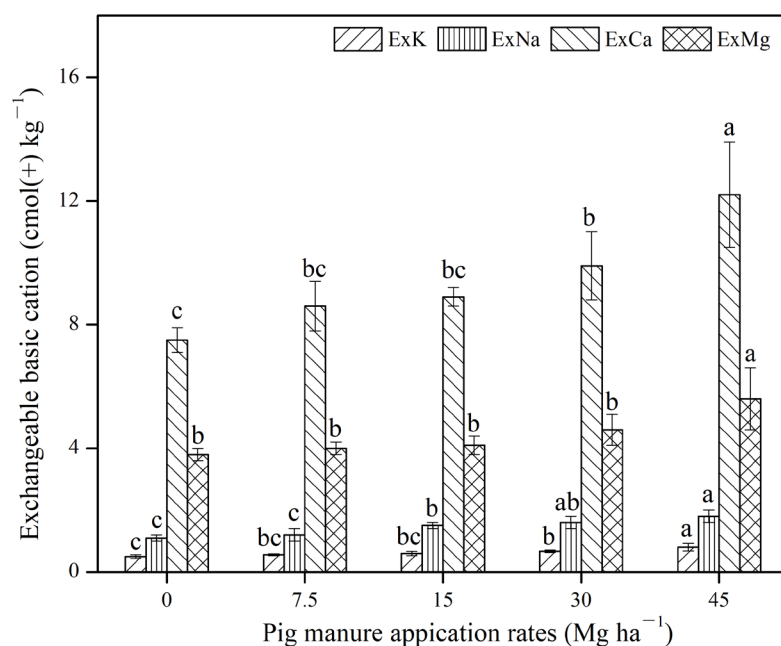 ExK ExNa ExCa ExMg
Exchangeable basic cation (cmol(+) kg⁻¹)
16
12
8
4
0
c c c b
bc c bc b
bc b bc b
b ab b b
a a a a
0 7.5 15 30 45
Pig manure appication rates (Mg ha⁻¹)